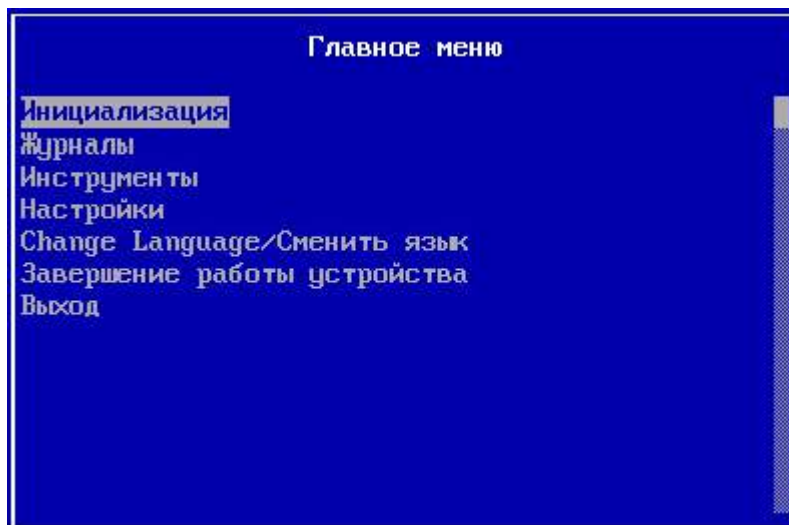 Главное меню
Инициализация
Журналы
Инструменты
Настройки
Change Language/Сменить язык
Завершение работы устройства
Выход